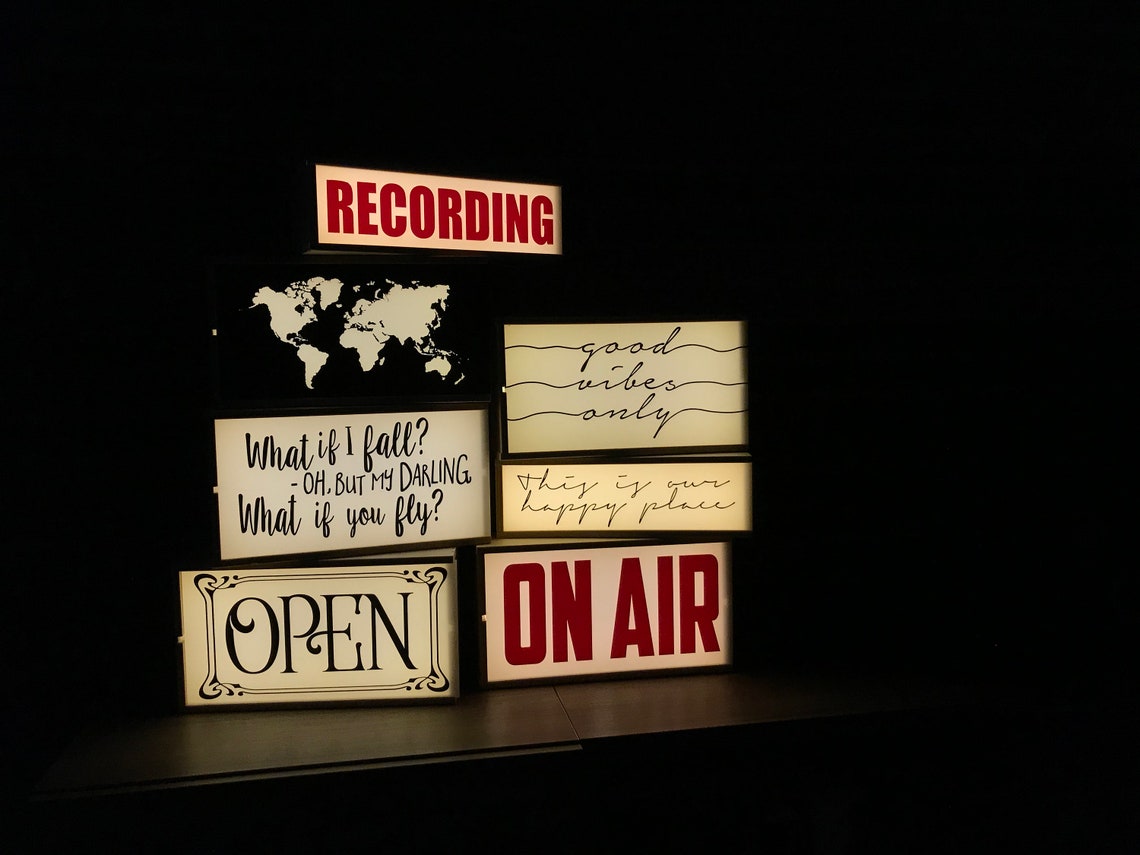 RECORDING
good
vibes
only
What if I fall?
- OH, BUT MY DARLING
What if you fly?
this is our
happy place
OPEN
ON AIR